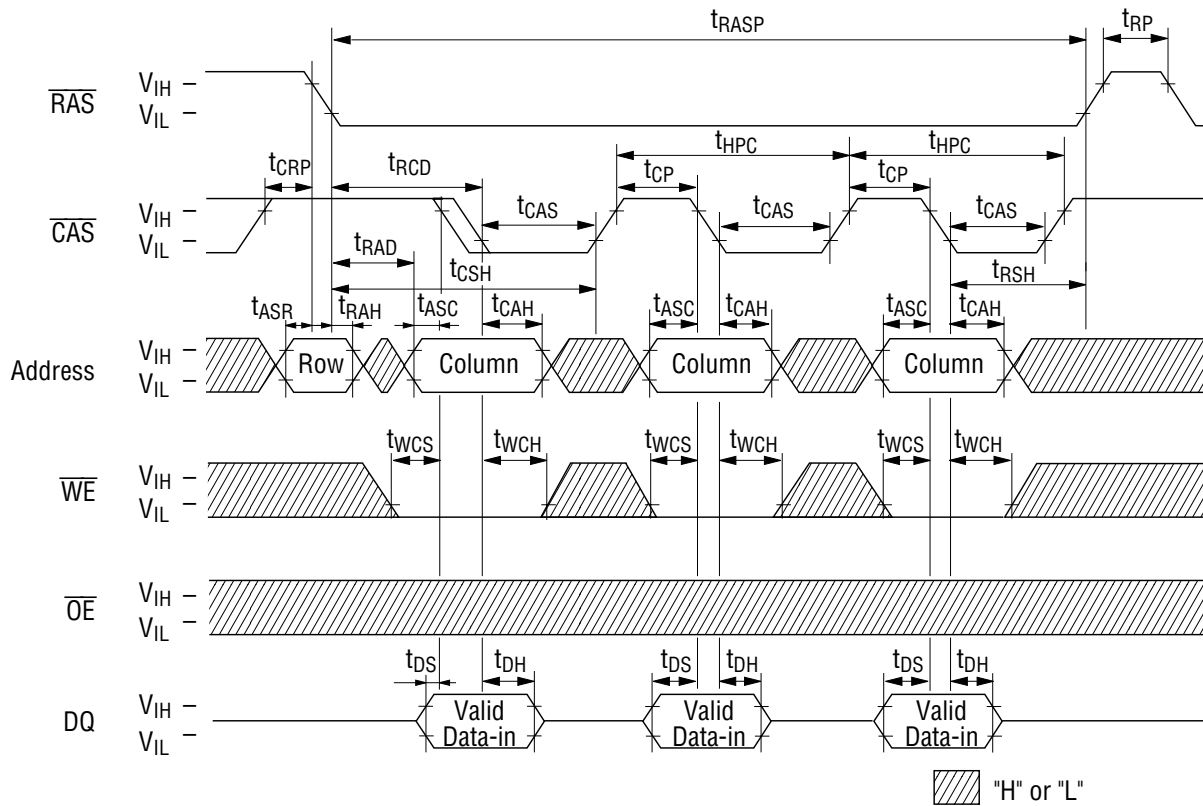 tRASP tRP
RAS VIH
VIL
tCRP tRCD tHPC tHPC
tCP tCP
CAS VIH
VIL
tCAS tCAS tCAS
tRAD
tCSH tRSH
tASR tRAH tASC tCAH tASC tCAH tASC tCAH
Address VIH
VIL
Row Column Column Column
tWCS tWCH tWCS tWCH tWCS tWCH
WE VIH
VIL
OE VIH
VIL
tDS tDH tDS tDH tDS tDH
DQ VIH
VIL
Valid Data-in
Valid Data-in
Valid Data-in
"H" or "L"